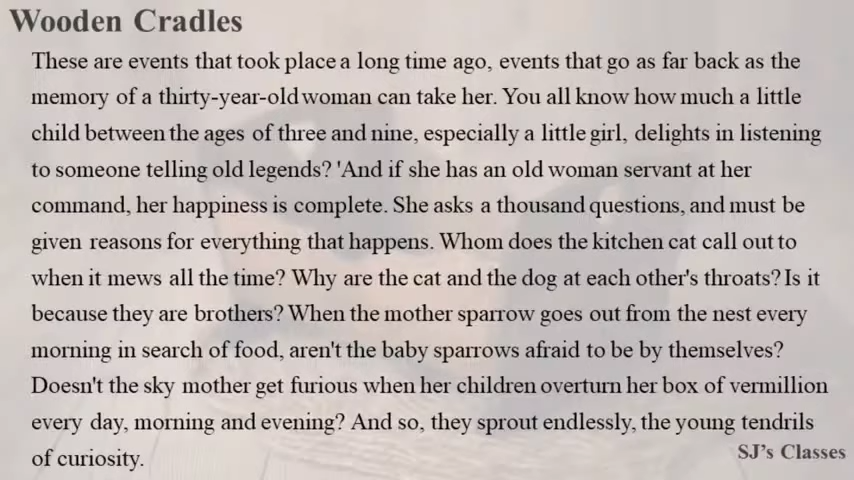 Wooden Cradles
These are events that took place a long time ago, events that go as far back as the
memory of a thirty-year-old woman can take her. You all know how much a little
child between the ages of three and nine, especially a little girl, delights in listening
to someone telling old legends? 'And if she has an old woman servant at her
command, her happiness is complete. She asks a thousand questions, and must be
given reasons for everything that happens. Whom does the kitchen cat call out to
when it mews all the time? Why are the cat and the dog at each other's throats? Is it
because they are brothers? When the mother sparrow goes out from the nest every
morning in search of food, aren't the baby sparrows afraid to be by themselves?
Doesn't the sky mother get furious when her children overturn her box of vermillion
every day, morning and evening? And so, they sprout endlessly, the young tendrils
of curiosity.
SJ's Classes